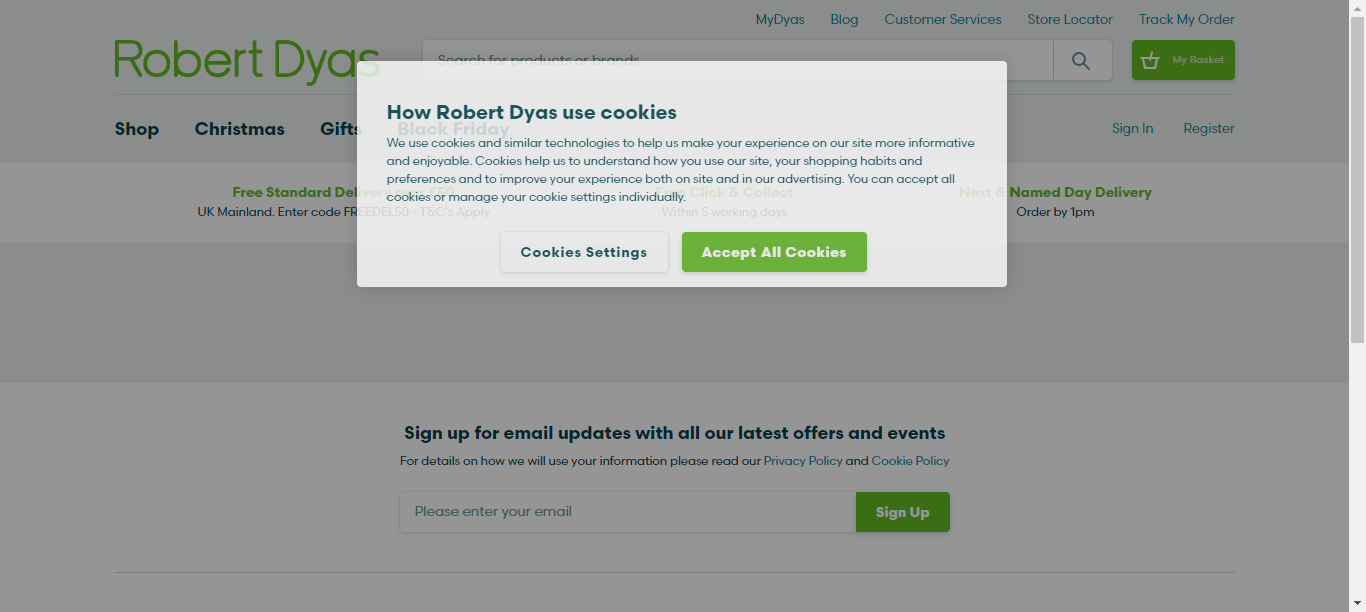 MyDyas Blog Customer Services Store Locator Track My Order
Robert Dyas
Search for products or brands
My Basket
Shop Christmas Gifts Black Friday Sign In Register
How Robert Dyas use cookies
We use cookies and similar technologies to help us make your experience on our site more informative
and enjoyable. Cookies help us to understand how you use our site, your shopping habits and
preferences and to improve your experience both on site and in our advertising. You can accept all
cookies or manage your cookie settings individually.
Cookies Settings Accept All Cookies
Free Standard Delivery over £50
UK Mainland. Enter code FREEDEL50 - T&C's Apply
Free Click & Collect
Within 5 working days
Next & Named Day Delivery
Order by 1pm
Sign up for email updates with all our latest offers and events
For details on how we will use your information please read our Privacy Policy and Cookie Policy
Please enter your email Sign Up